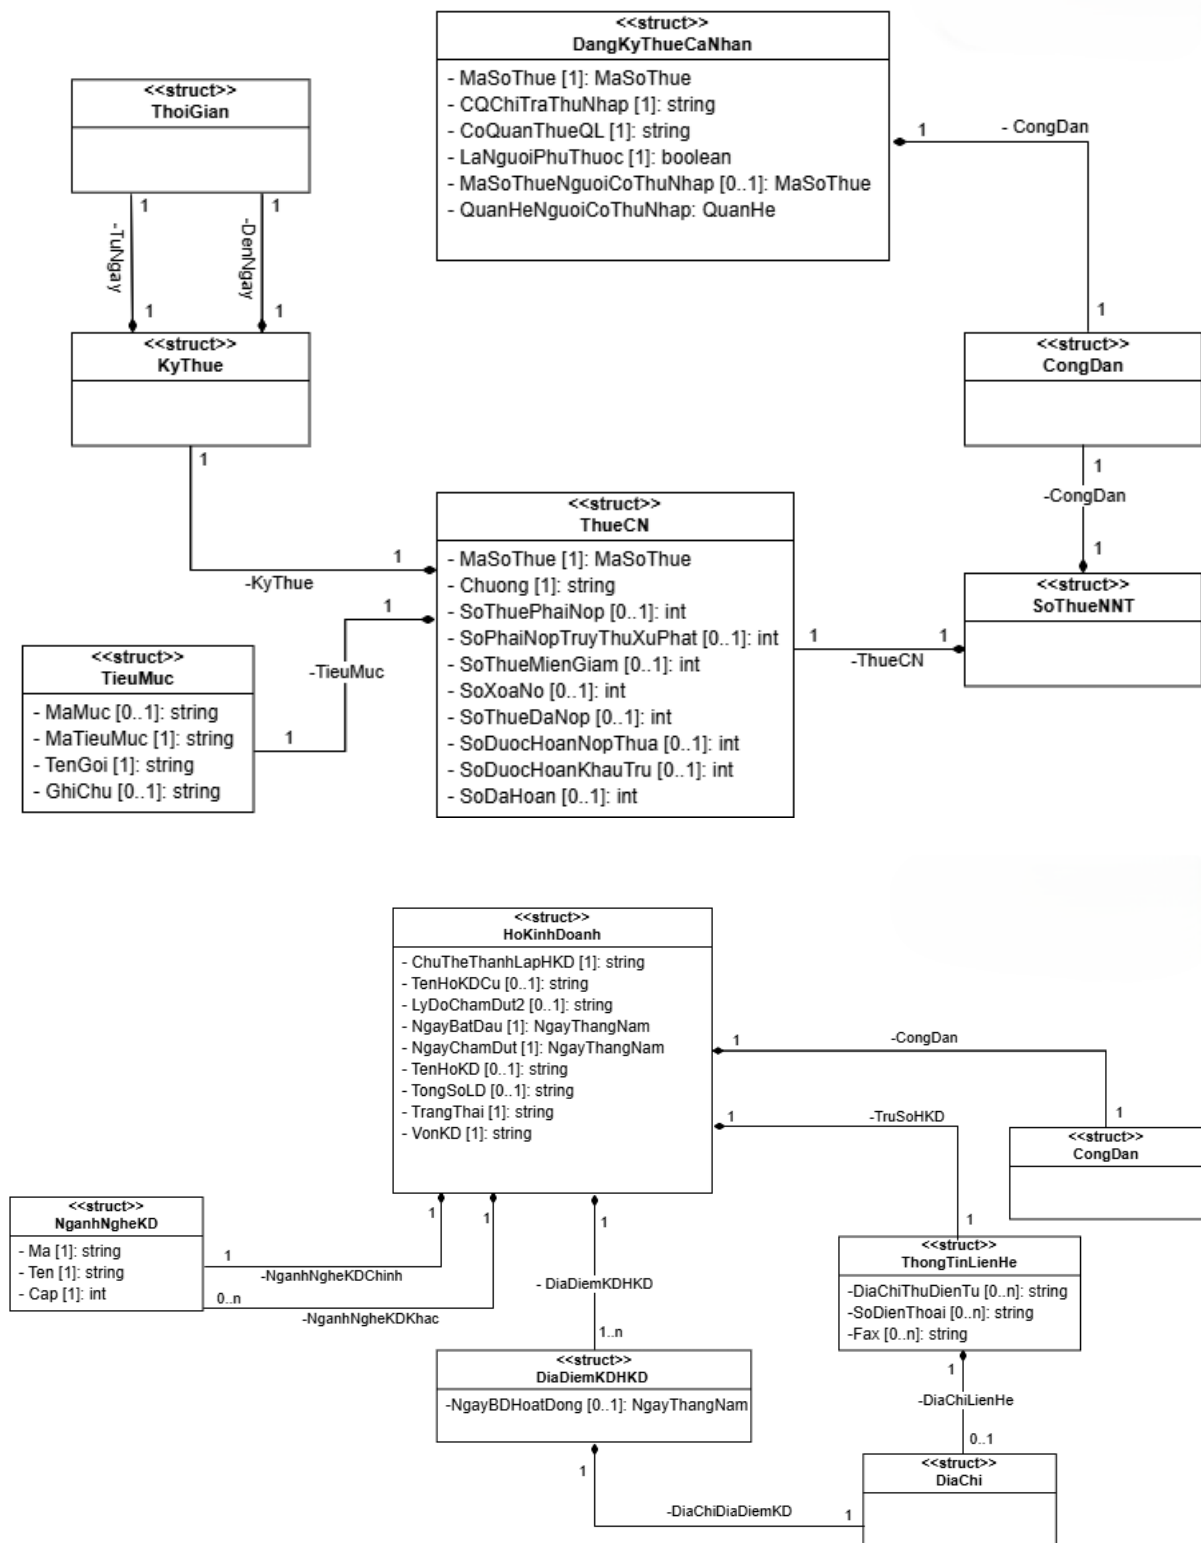 <<struct>>
DangKyThueCaNhan
- MaSoThue [1]: MaSoThue
- CQChiTraThuNhap [1]: string
- CoQuanThueQL [1]: string
- LaNguoiPhuThuoc [1]: boolean
- MaSoThueNguoiCoThuNhap [0..1]: MaSoThue
- QuanHeNguoiCoThuNhap: QuanHe
<<struct>>
ThoiGian
1
1
-TuNgay
-DenNgay
1
1
1
- CongDan
1
<<struct>>
KyThue
<<struct>>
CongDan
1
1
-KyThue
1
-CongDan
1
<<struct>>
ThueCN
- MaSoThue [1]: MaSoThue
- Chuong [1]: string
- SoThuePhaiNop [0..1]: int
- SoPhaiNopTruyThuXuPhat [0..1]: int
- SoThueMienGiam [0..1]: int
- SoXoaNo [0..1]: int
- SoThueDaNop [0..1]: int
- SoDuocHoanNopThua [0..1]: int
- SoDuocHoanKhauTru [0..1]: int
- SoDaHoan [0..1]: int
<<struct>>
SoThueNNT
1
1
-ThueCN
1
-TieuMuc
1
<<struct>>
TieuMuc
- MaMuc [0..1]: string
- MaTieuMuc [1]: string
- TenGoi [1]: string
- GhiChu [0..1]: string
<<struct>>
HoKinhDoanh
- ChuTheThanhLapHKD [1]: string
- TenHoKDCu [0..1]: string
- LyDoChamDut2 [0..1]: string
- NgayBatDau [1]: NgayThangNam
- NgayChamDut [1]: NgayThangNam
- TenHoKD [0..1]: string
- TongSoLD [0..1]: string
- TrangThai [1]: string
- VonKD [1]: string
1
-CongDan
1
1
-TruSoHKD
1
<<struct>>
CongDan
<<struct>>
NganhNgheKD
- Ma [1]: string
- Ten [1]: string
- Cap [1]: int
1
1
1
1
-NganhNgheKDChinh
0..n
-NganhNgheKDKhac
- DiaDiemKDHKD
1..n
<<struct>>
ThongTinLienHe
-DiaChiThuDienTu [0..n]: string
-SoDienThoai [0..n]: string
-Fax [0..n]: string
<<struct>>
DiaDiemKDHKD
-NgayBDHoatDong [0..1]: NgayThangNam
1
-DiaChiLienHe
0..1
<<struct>>
DiaChi
1
-DiaChiDiaDiemKD
1